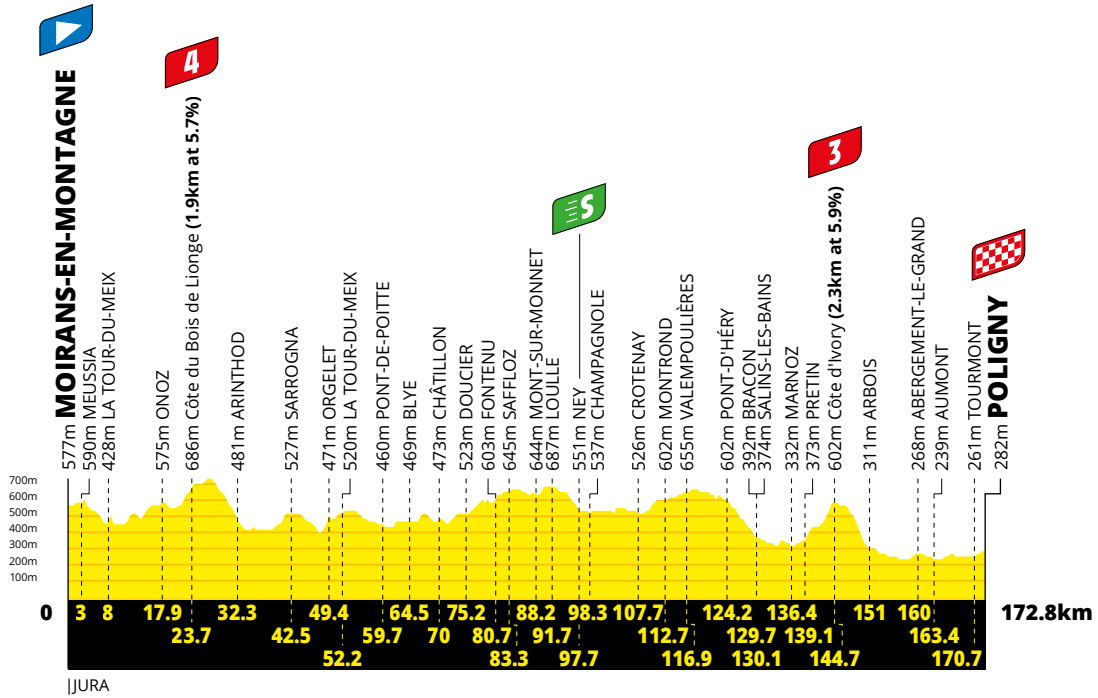 4
3
S
577m MOIRANS-EN-MONTAGNE
590m MEUSSIA
428m LA TOUR-DU-MEIX
575m ONOZ
686m Côte du Bois de Lionge (1.9km at 5.7%)
481m ARINTHOD
527m SARROGNA
471m ORGELET
520m LA TOUR-DU-MEIX
460m PONT-DE-POITTE
469m BLYE
473m CHÂTILLON
523m DOUCIER
603m FONTENU
645m SAFFLOZ
644m MONT-SUR-MONNET
687m LOULLE
551m NEY
537m CHAMPAGNOLE
526m CROTENAY
602m MONTROND
655m VALEMPOULIÈRES
602m PONT-D'HÉRY
392m BRACON
374m SALINS-LES-BAINS
332m MARNOZ
373m PRETIN
602m Côte d'Ivory (2.3km at 5.9%)
311m ARBOIS
268m ABERGEMENT-LE-GRAND
239m AUMONT
261m TOURMONT
282m POLIGNY
700m
600m
500m
400m
300m
200m
100m
0 3 8 17.9 32.3 49.4 64.5 75.2 88.2 98.3 107.7 124.2 136.4 151 160 172.8km
23.7 42.5 59.7 70 80.7 91.7 112.7 129.7 139.1 163.4
52.2 83.3 97.7 116.9 130.1 144.7 170.7
|JURA